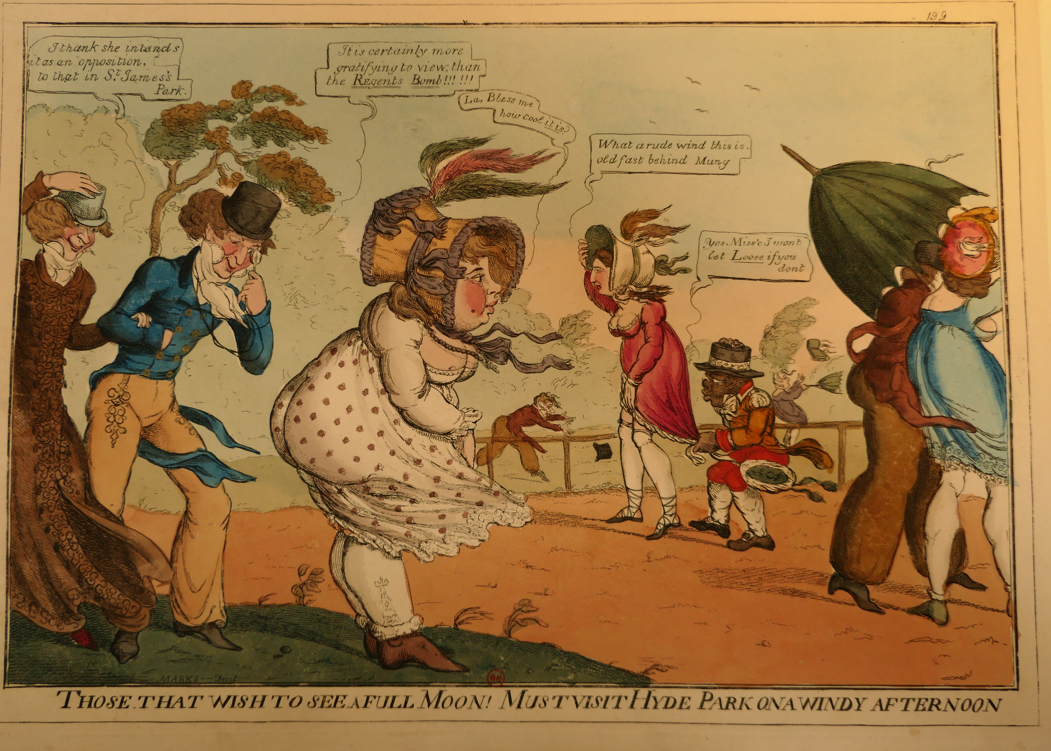 199
I thank she intends
it as an opposition,
to that in St. James's
Park.
It is certainly more
gratifying to view, than
the Regents Bomb!!! !!!
La, Bless me
how cool it is
What a rude wind this is.
old fast behind Muny
Yes Miss'e I wont
let Loose if you
dont
MARKS
THOSE THAT WISH TO SEE A FULL MOON! MUST VISIT HYDE PARK ON A WINDY AFTERNOON